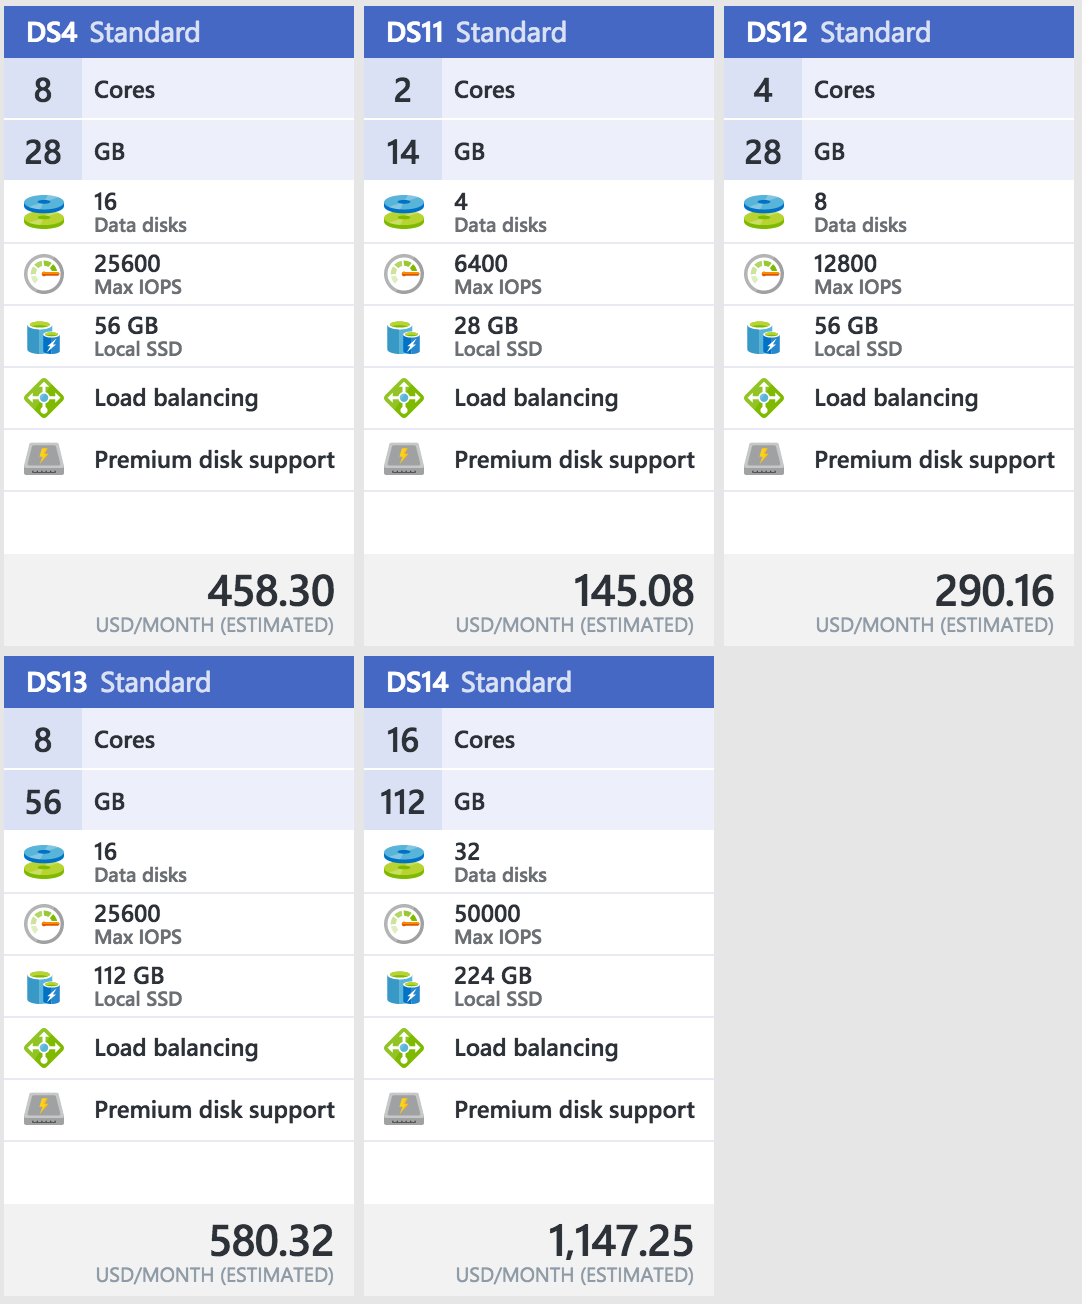 DS4 Standard
8 Cores
28 GB
16
Data disks
25600
Max IOPS
56 GB
Local SSD
Load balancing
Premium disk support
458.30
USD/MONTH (ESTIMATED)
DS11 Standard
2 Cores
14 GB
4
Data disks
6400
Max IOPS
28 GB
Local SSD
Load balancing
Premium disk support
145.08
USD/MONTH (ESTIMATED)
DS12 Standard
4 Cores
28 GB
8
Data disks
12800
Max IOPS
56 GB
Local SSD
Load balancing
Premium disk support
290.16
USD/MONTH (ESTIMATED)
DS13 Standard
8 Cores
56 GB
16
Data disks
25600
Max IOPS
112 GB
Local SSD
Load balancing
Premium disk support
580.32
USD/MONTH (ESTIMATED)
DS14 Standard
16 Cores
112 GB
32
Data disks
50000
Max IOPS
224 GB
Local SSD
Load balancing
Premium disk support
1,147.25
USD/MONTH (ESTIMATED)